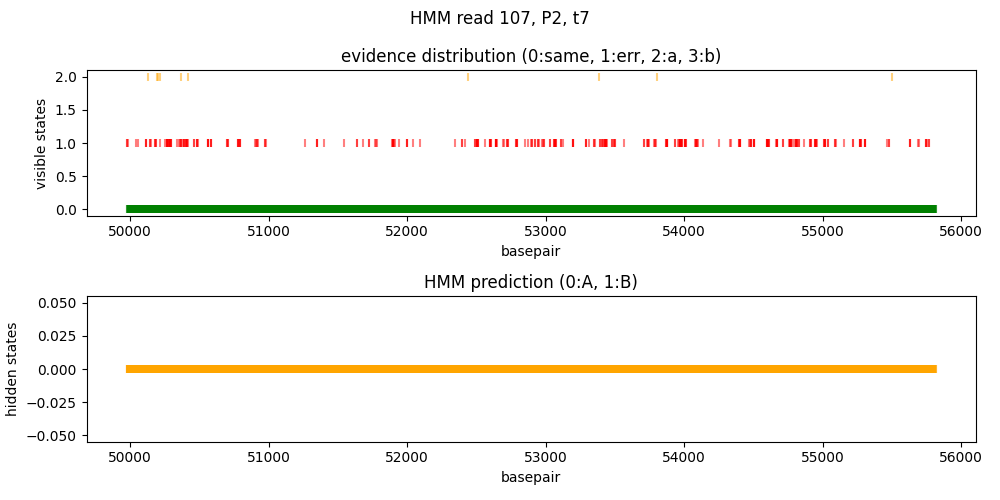 HMM read 107, P2, t7
evidence distribution (0:same, 1:err, 2:a, 3:b)
visible states
2.0
1.5
1.0
0.5
0.0
50000 51000 52000 53000 54000 55000 56000
basepair
HMM prediction (0:A, 1:B)
hidden states
0.050
0.025
0.000
−0.025
−0.050
50000 51000 52000 53000 54000 55000 56000
basepair